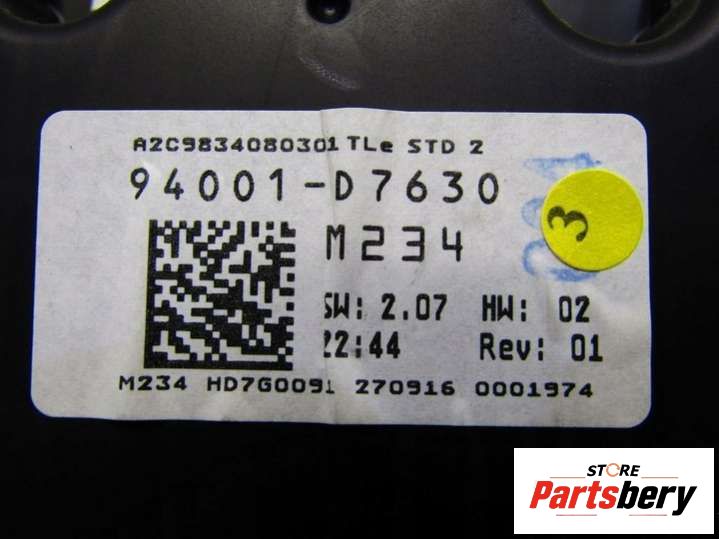 A2C9834080301 TLe STD 2
94001-D7630
M234
3
SW: 2.07 HW: 02
22:44 Rev: 01
M234 HD7G0091 270916 0001974
STORE
Partsbery